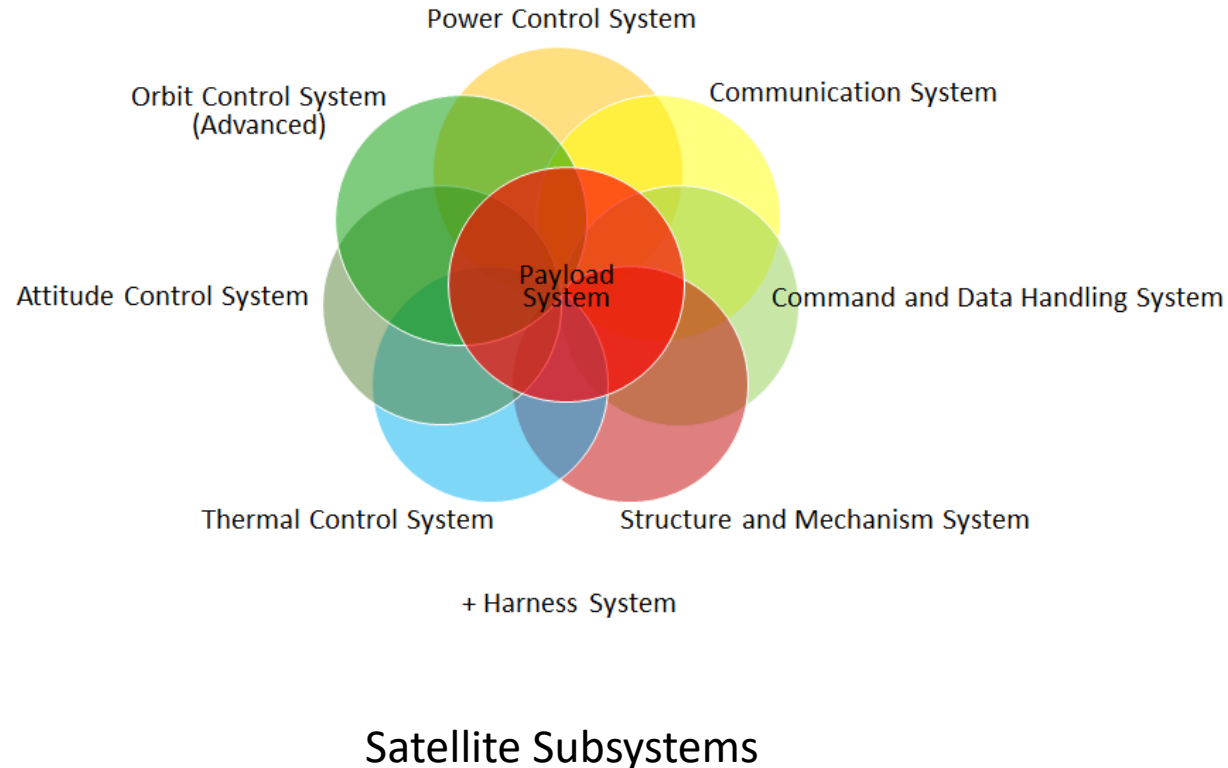 Power Control System
Orbit Control System
(Advanced)
Communication System
Payload
System
Attitude Control System
Command and Data Handling System
Thermal Control System
Structure and Mechanism System
+ Harness System
Satellite Subsystems